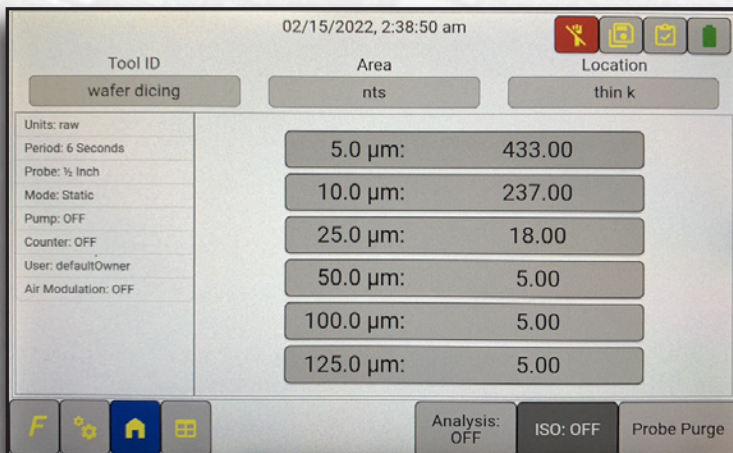 02/15/2022, 2:38:50 am
Tool ID
Area
Location
wafer dicing
nts
thin k
Units: raw
Period: 6 Seconds
Probe: ½ Inch
Mode: Static
Pump: OFF
Counter: OFF
User: defaultOwner
Air Modulation: OFF
5.0 µm: 433.00
10.0 µm: 237.00
25.0 µm: 18.00
50.0 µm: 5.00
100.0 µm: 5.00
125.0 µm: 5.00
F
Analysis:
OFF
ISO: OFF
Probe Purge